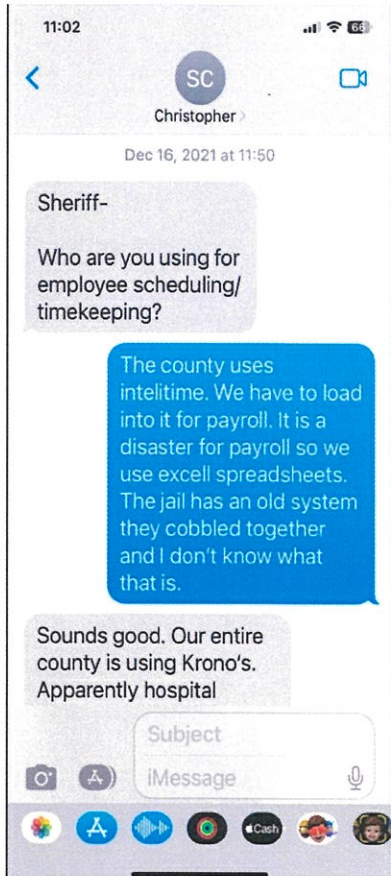 11:02
66
SC
Christopher
Dec 16, 2021 at 11:50
Sheriff-
Who are you using for
employee scheduling/
timekeeping?
The county uses
intelitime. We have to load
into it for payroll. It is a
disaster for payroll so we
use excell spreadsheets.
The jail has an old system
they cobbled together
and I don't know what
that is.
Sounds good. Our entire
county is using Krono's.
Apparently hospital
Subject
iMessage
Cash